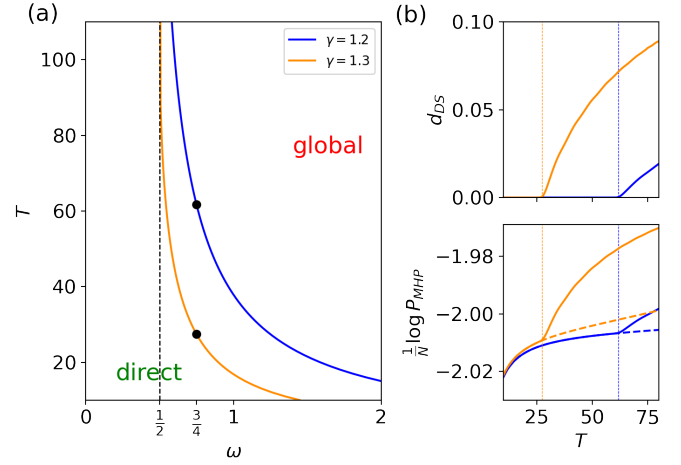 (a)
γ = 1.2
γ = 1.3
global
direct
100
80
60
40
20
T
0
1/2
3/4
1
2
ω
(b)
0.10
0.05
0.00
d_DS
−1.98
−2.00
−2.02
1/N log P_MHP
25
50
75
T